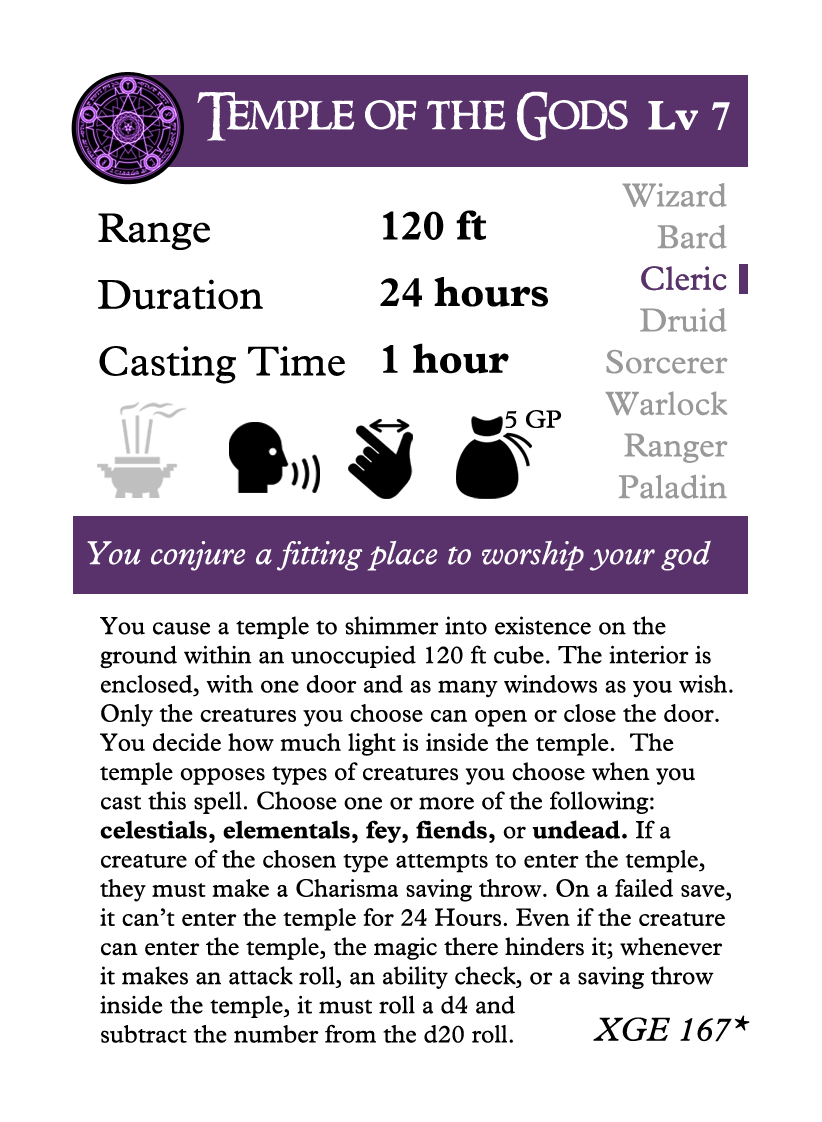 Temple of the Gods Lv 7
Range 120 ft
Duration 24 hours
Casting Time 1 hour
5 GP
Wizard
Bard
Cleric
Druid
Sorcerer
Warlock
Ranger
Paladin
You conjure a fitting place to worship your god
You cause a temple to shimmer into existence on the
ground within an unoccupied 120 ft cube. The interior is
enclosed, with one door and as many windows as you wish.
Only the creatures you choose can open or close the door.
You decide how much light is inside the temple.  The
temple opposes types of creatures you choose when you
cast this spell. Choose one or more of the following:
celestials, elementals, fey, fiends, or undead. If a
creature of the chosen type attempts to enter the temple,
they must make a Charisma saving throw. On a failed save,
it can't enter the temple for 24 Hours. Even if the creature
can enter the temple, the magic there hinders it; whenever
it makes an attack roll, an ability check, or a saving throw
inside the temple, it must roll a d4 and
subtract the number from the d20 roll.
XGE 167*